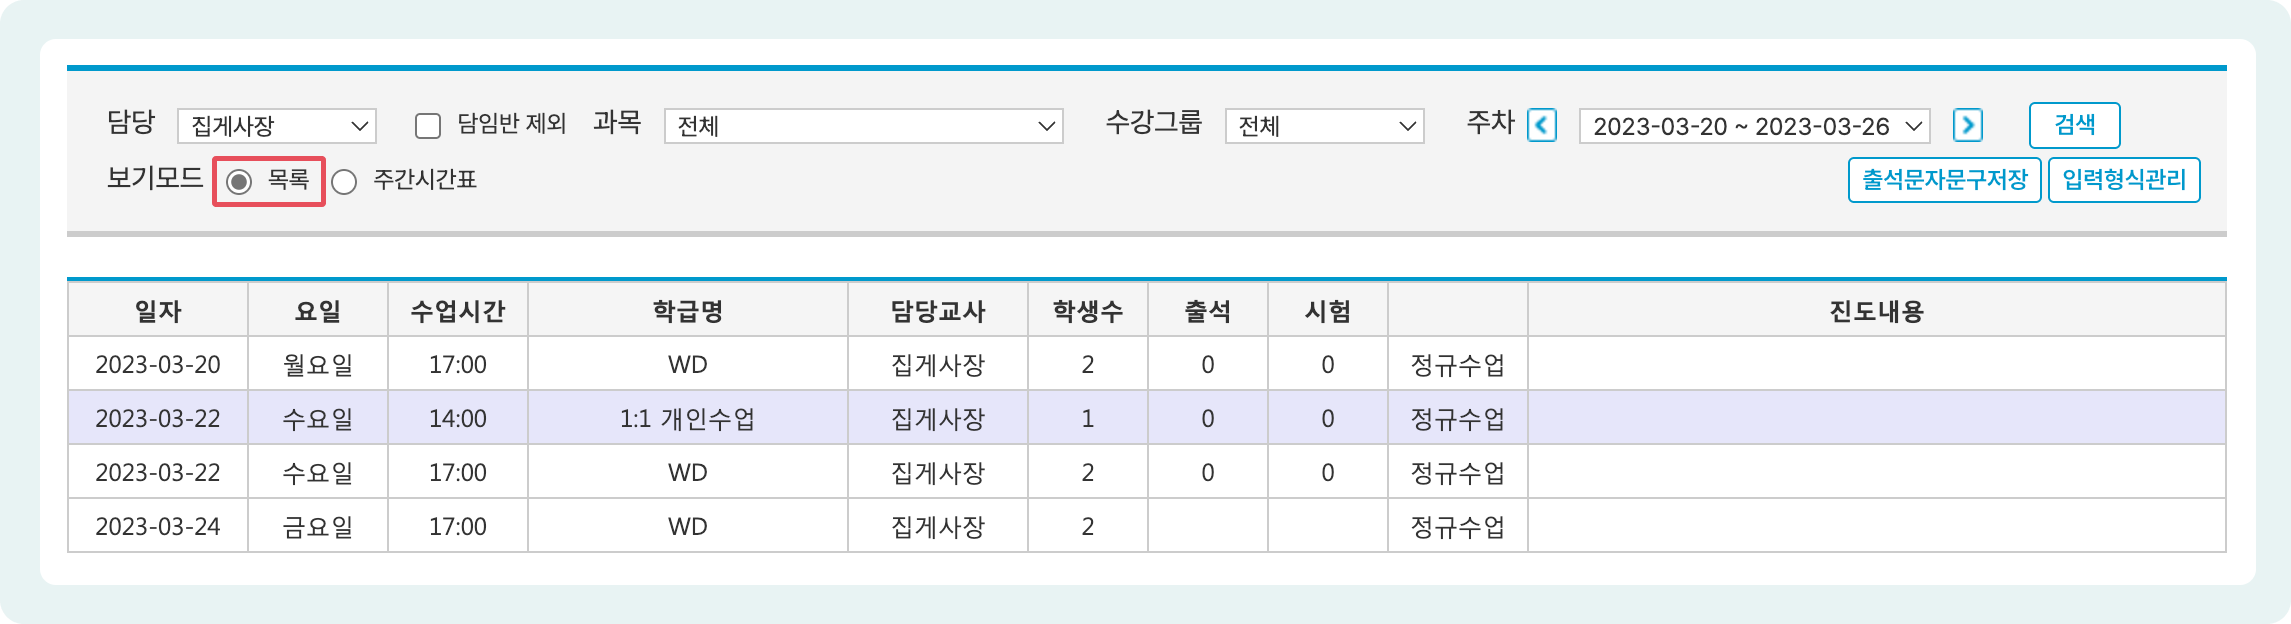 담당 집게사장 담임반 제외 과목 전체 수강그룹 전체 주차 2023-03-20 ~ 2023-03-26 검색
보기모드 목록 주간시간표 출석문자문구저장 입력형식관리
일자 요일 수업시간 학급명 담당교사 학생수 출석 시험 진도내용
2023-03-20 월요일 17:00 WD 집게사장 2 0 0 정규수업
2023-03-22 수요일 14:00 1:1 개인수업 집게사장 1 0 0 정규수업
2023-03-22 수요일 17:00 WD 집게사장 2 0 0 정규수업
2023-03-24 금요일 17:00 WD 집게사장 2 정규수업